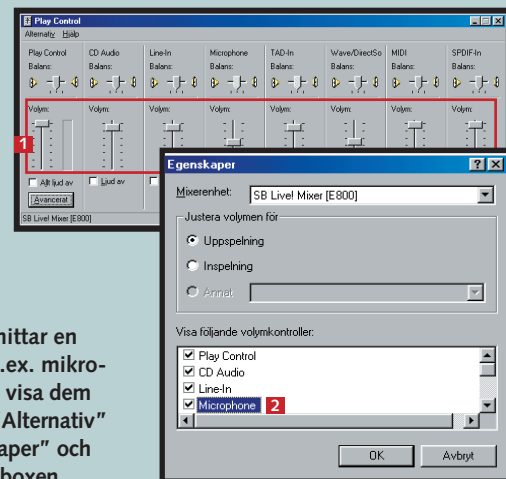 Play Control
Alternativ Hjälp
Play Control CD Audio Line-In Microphone TAD-In Wave/DirectSo MIDI SPDIF-In
Balans: Balans: Balans: Balans: Balans: Balans: Balans: Balans:
Volym: Volym: Volym: Volym: Volym: Volym: Volym: Volym:
1
Allt ljud av Ljud av
Avancerat
SB Live! Mixer [E800]
Egenskaper
Mixerenhet: SB Live! Mixer [E800]
Justera volymen för
Uppspelning
Inspelning
Annat
Visa följande volymkontroller:
Play Control
CD Audio
Line-In
Microphone 2
OK Avbryt
hittar en
.ex. mikro-
visa dem
Alternativ"
aper" och
boxen